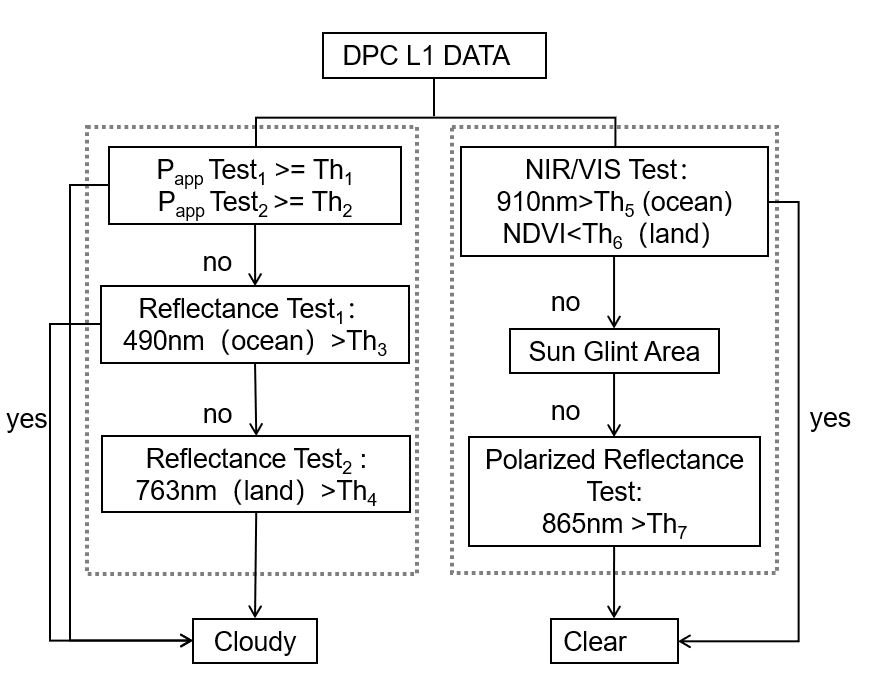 DPC L1 DATA
P_app Test_1 >= Th_1
P_app Test_2 >= Th_2
no
Reflectance Test_1:
490nm（ocean）>Th_3
no
Reflectance Test_2 :
763nm（land）>Th_4
yes
Cloudy
NIR/VIS Test:
910nm>Th_5 (ocean)
NDVI<Th_6（land）
no
Sun Glint Area
no
Polarized Reflectance
Test:
865nm >Th_7
yes
Clear